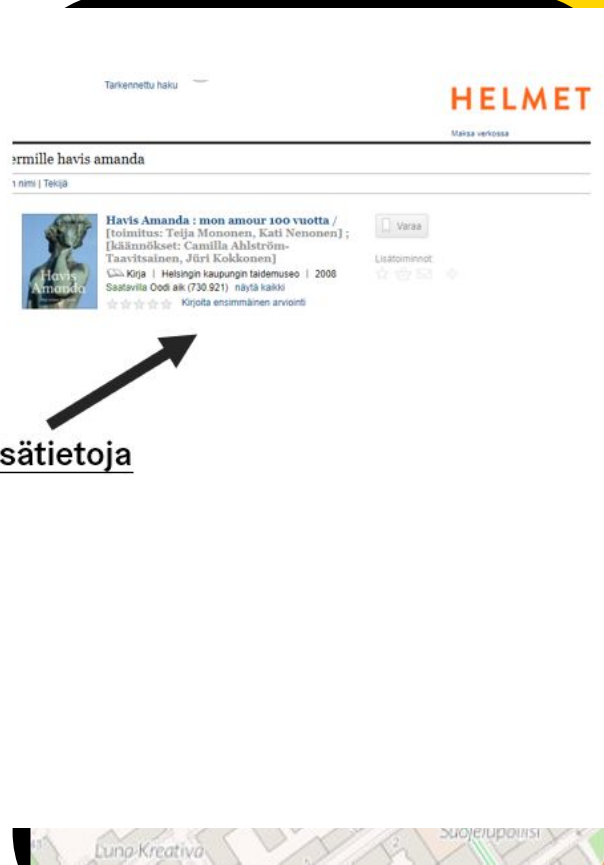 Tarkennettu haku
HELMET
Maksa verkossa
ermille havis amanda
n nimi | Tekijä
Havis Amanda : mon amour 100 vuotta /
[toimitus: Teija Mononen, Kati Nenonen] ;
[käännökset: Camilla Ahlström-
Taavitsainen, Jüri Kokkonen]
Kirja | Helsingin kaupungin taidemuseo | 2008
Saatavilla Oodi aik (730.921) näytä kaikki
Kirjoita ensimmäinen arviointi
Varaa
Lisätoiminnot
Havis
Amanda
sätietoja
Luna Kreativa
Suojelupoliisi